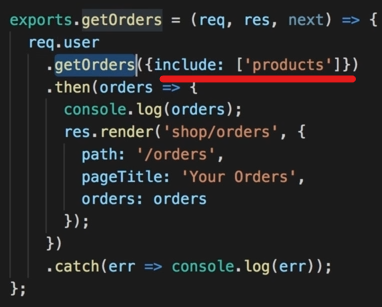 exports.getOrders = (req, res, next) => {
  req.user
    .getOrders({include: ['products']})
    .then(orders => {
      console.log(orders);
      res.render('shop/orders', {
        path: '/orders',
        pageTitle: 'Your Orders',
        orders: orders
      });
    })
    .catch(err => console.log(err));
};